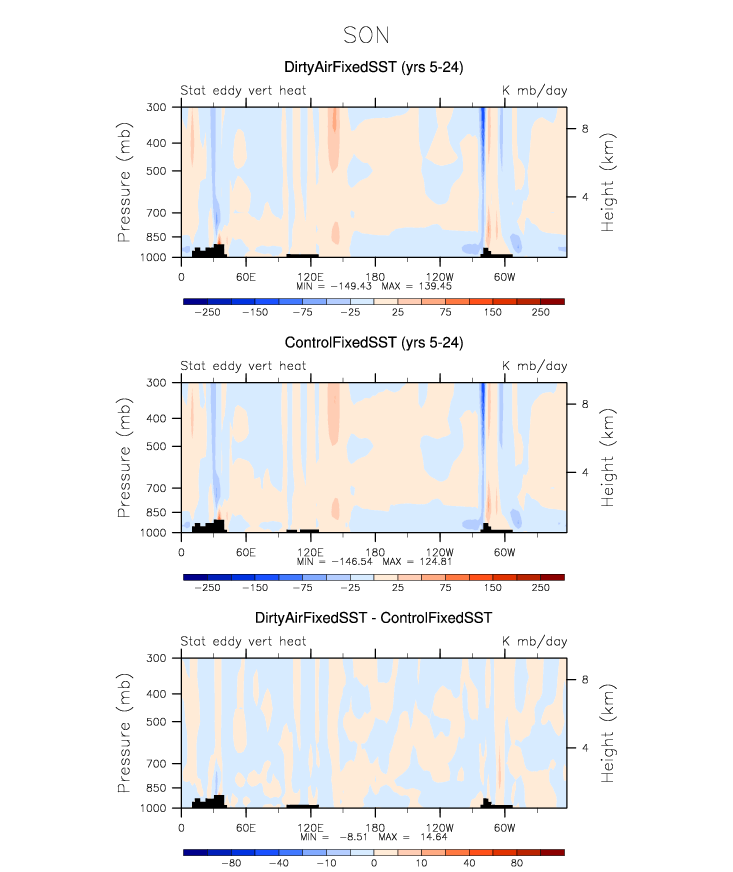 SON
DirtyAirFixedSST (yrs 5-24)
Stat eddy vert heat K mb/day
Pressure (mb)
300
400
500
700
850
1000
8
4
Height (km)
0 60E 120E 180 120W 60W
MIN = -149.43 MAX = 139.45
-250 -150 -75 -25 25 75 150 250
ControlFixedSST (yrs 5-24)
Stat eddy vert heat K mb/day
Pressure (mb)
300
400
500
700
850
1000
8
4
Height (km)
0 60E 120E 180 120W 60W
MIN = -146.54 MAX = 124.81
-250 -150 -75 -25 25 75 150 250
DirtyAirFixedSST - ControlFixedSST
Stat eddy vert heat K mb/day
Pressure (mb)
300
400
500
700
850
1000
8
4
Height (km)
0 60E 120E 180 120W 60W
MIN = -8.51 MAX = 14.64
-80 -40 -10 0 10 40 80